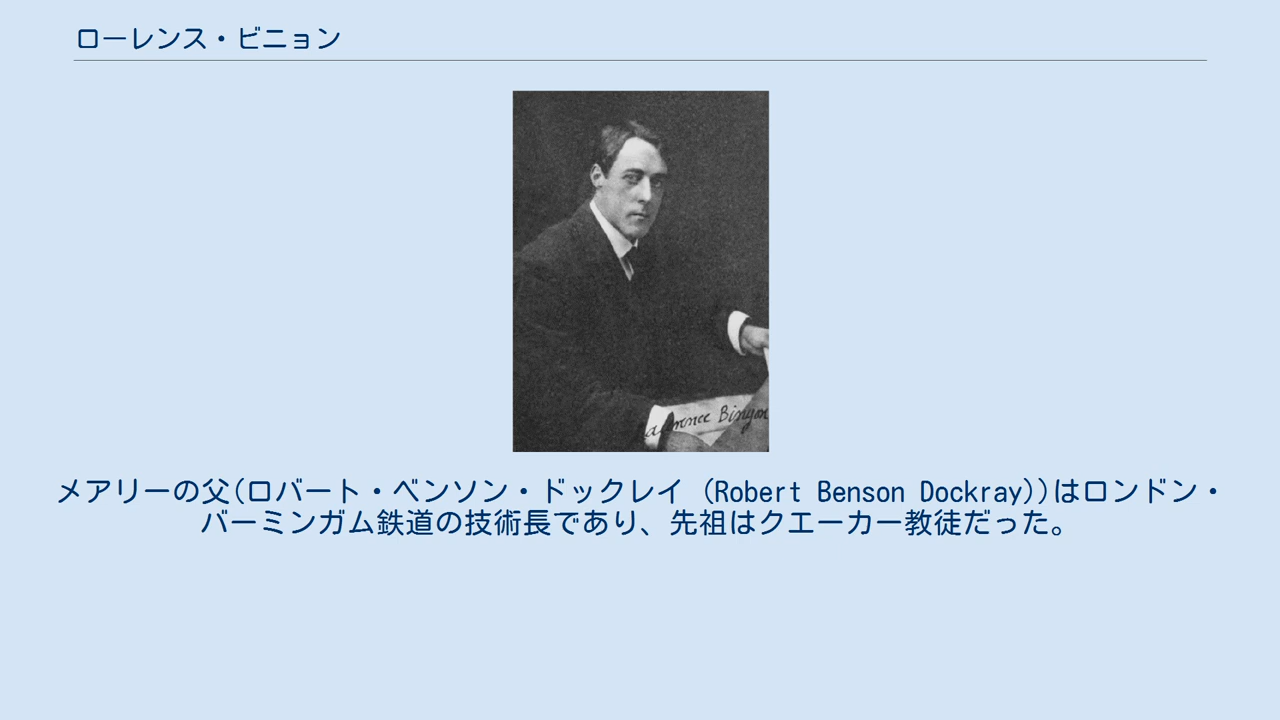 ローレンス・ビニョン
Laurence Binyon
メアリーの父(ロバート・ベンソン・ドックレイ (Robert Benson Dockray))はロンドン・
バーミンガム鉄道の技術長であり、先祖はクエーカー教徒だった。